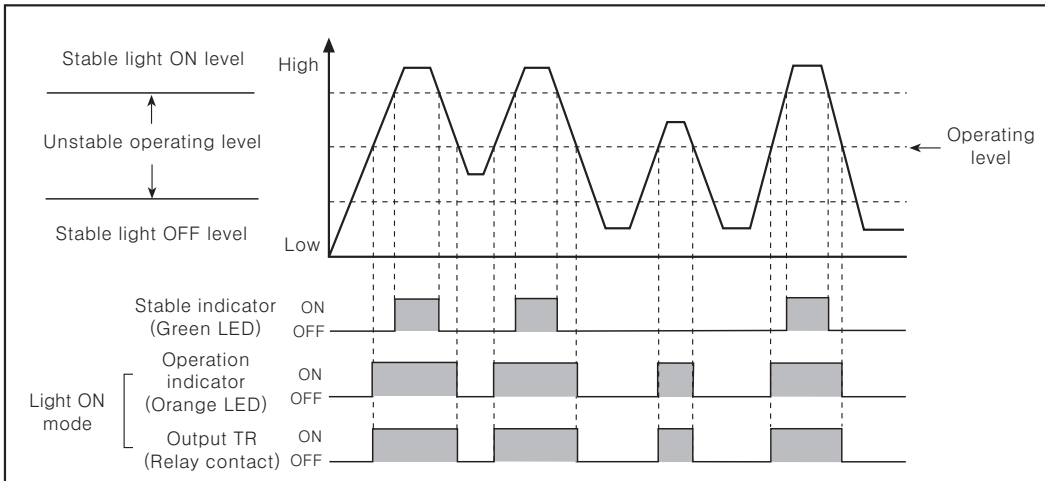 Stable light ON level
High
Unstable operating level
Operating
level
Stable light OFF level
Low
Stable indicator
(Green LED)
ON
OFF
Light ON
mode
Operation
indicator
(Orange LED)
ON
OFF
Output TR
(Relay contact)
ON
OFF